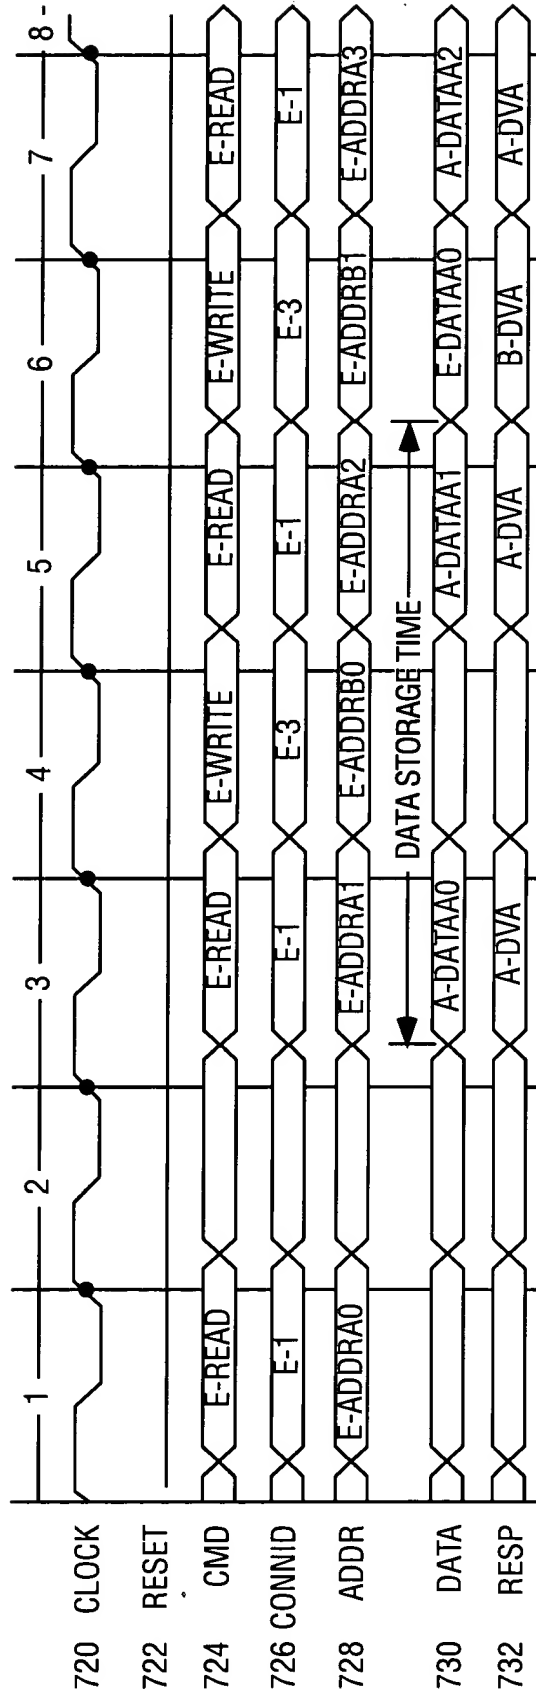 1 2 3 4 5 6 7 8
720 CLOCK
722 RESET
724 CMD E-READ E-READ E-WRITE E-READ E-WRITE E-READ
726 CONNID E-1 E-1 E-3 E-1 E-3 E-1
728 ADDR E-ADDRA0 E-ADDRA1 E-ADDRB0 E-ADDRA2 E-ADDRB1 E-ADDRA3
DATA STORAGE TIME
730 DATA A-DATAA0 A-DATAA1 E-DATAA0 A-DATAA2
732 RESP A-DVA A-DVA B-DVA A-DVA